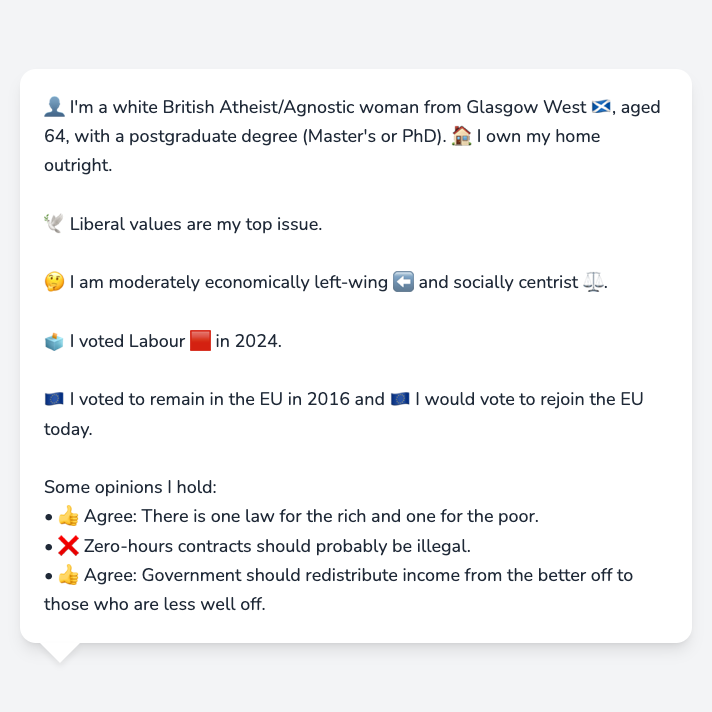 👤 I'm a white British Atheist/Agnostic woman from Glasgow West 🏴󠁧󠁢󠁳󠁣󠁴󠁿, aged
64, with a postgraduate degree (Master's or PhD). 🏠 I own my home
outright.
🕊️ Liberal values are my top issue.
🤔 I am moderately economically left-wing ⬅️ and socially centrist ⚖️.
🗳️ I voted Labour 🟥 in 2024.
🇪🇺 I voted to remain in the EU in 2016 and 🇪🇺 I would vote to rejoin the EU
today.
Some opinions I hold:
• 👍 Agree: There is one law for the rich and one for the poor.
• ❌ Zero-hours contracts should probably be illegal.
• 👍 Agree: Government should redistribute income from the better off to
those who are less well off.